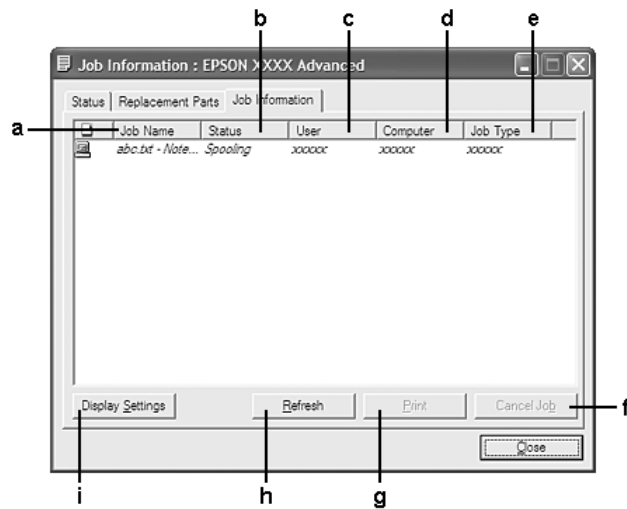 b c d e
Job Information : EPSON XXXX Advanced
Status Replacement Parts Job Information
a Job Name Status User Computer Job Type
abc.txt - Note... Spooling xxxxxx xxxxxx xxxxxx
Display Settings Refresh Print Cancel Job f
Close
i h g